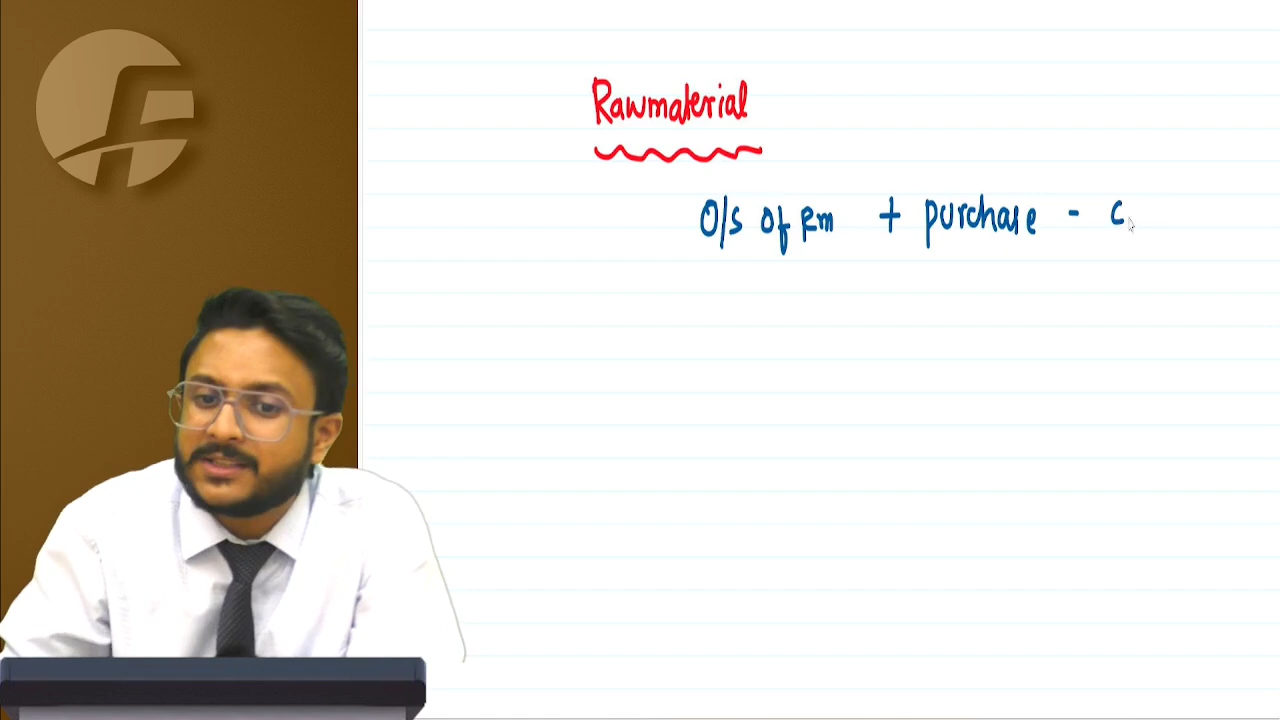 Rawmaterial
O/s of Rm + purchase - c